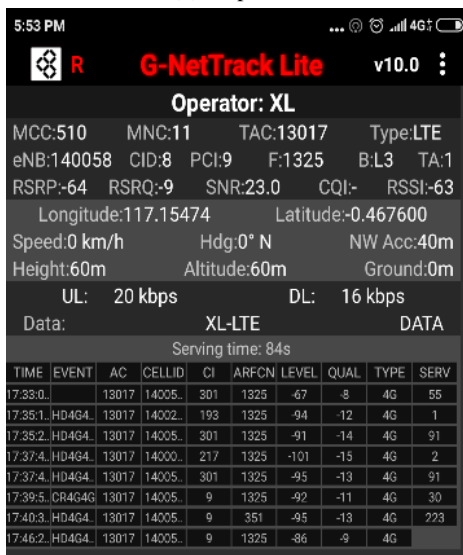 5:53 PM ... 4G
R G-NetTrack Lite v10.0
Operator: XL
MCC:510 MNC:11 TAC:13017 Type:LTE
eNB:140058 CID:8 PCI:9 F:1325 B:L3 TA:1
RSRP:-64 RSRQ:-9 SNR:23.0 CQI:- RSSI:-63
Longitude:117.15474 Latitude:-0.467600
Speed:0 km/h Hdg:0° N NW Acc:40m
Height:60m Altitude:60m Ground:0m
UL: 20 kbps DL: 16 kbps
Data: XL-LTE DATA
Serving time: 84s
TIME EVENT AC CELLID CI ARFCN LEVEL QUAL TYPE SERV
17:33:0.. 13017 14005.. 301 1325 -67 -8 4G 55
17:35:1.. HD4G4.. 13017 14002.. 193 1325 -94 -12 4G 1
17:35:2.. HD4G4.. 13017 14005.. 301 1325 -91 -14 4G 91
17:37:4.. HD4G4.. 13017 14000.. 217 1325 -101 -15 4G 2
17:37:4.. HD4G4.. 13017 14005.. 301 1325 -95 -13 4G 91
17:39:5.. CR4G4G 13017 14005.. 9 1325 -92 -11 4G 30
17:40:3.. HD4G4.. 13017 14005.. 9 351 -95 -13 4G 223
17:46:2.. HD4G4.. 13017 14005.. 9 1325 -86 -9 4G